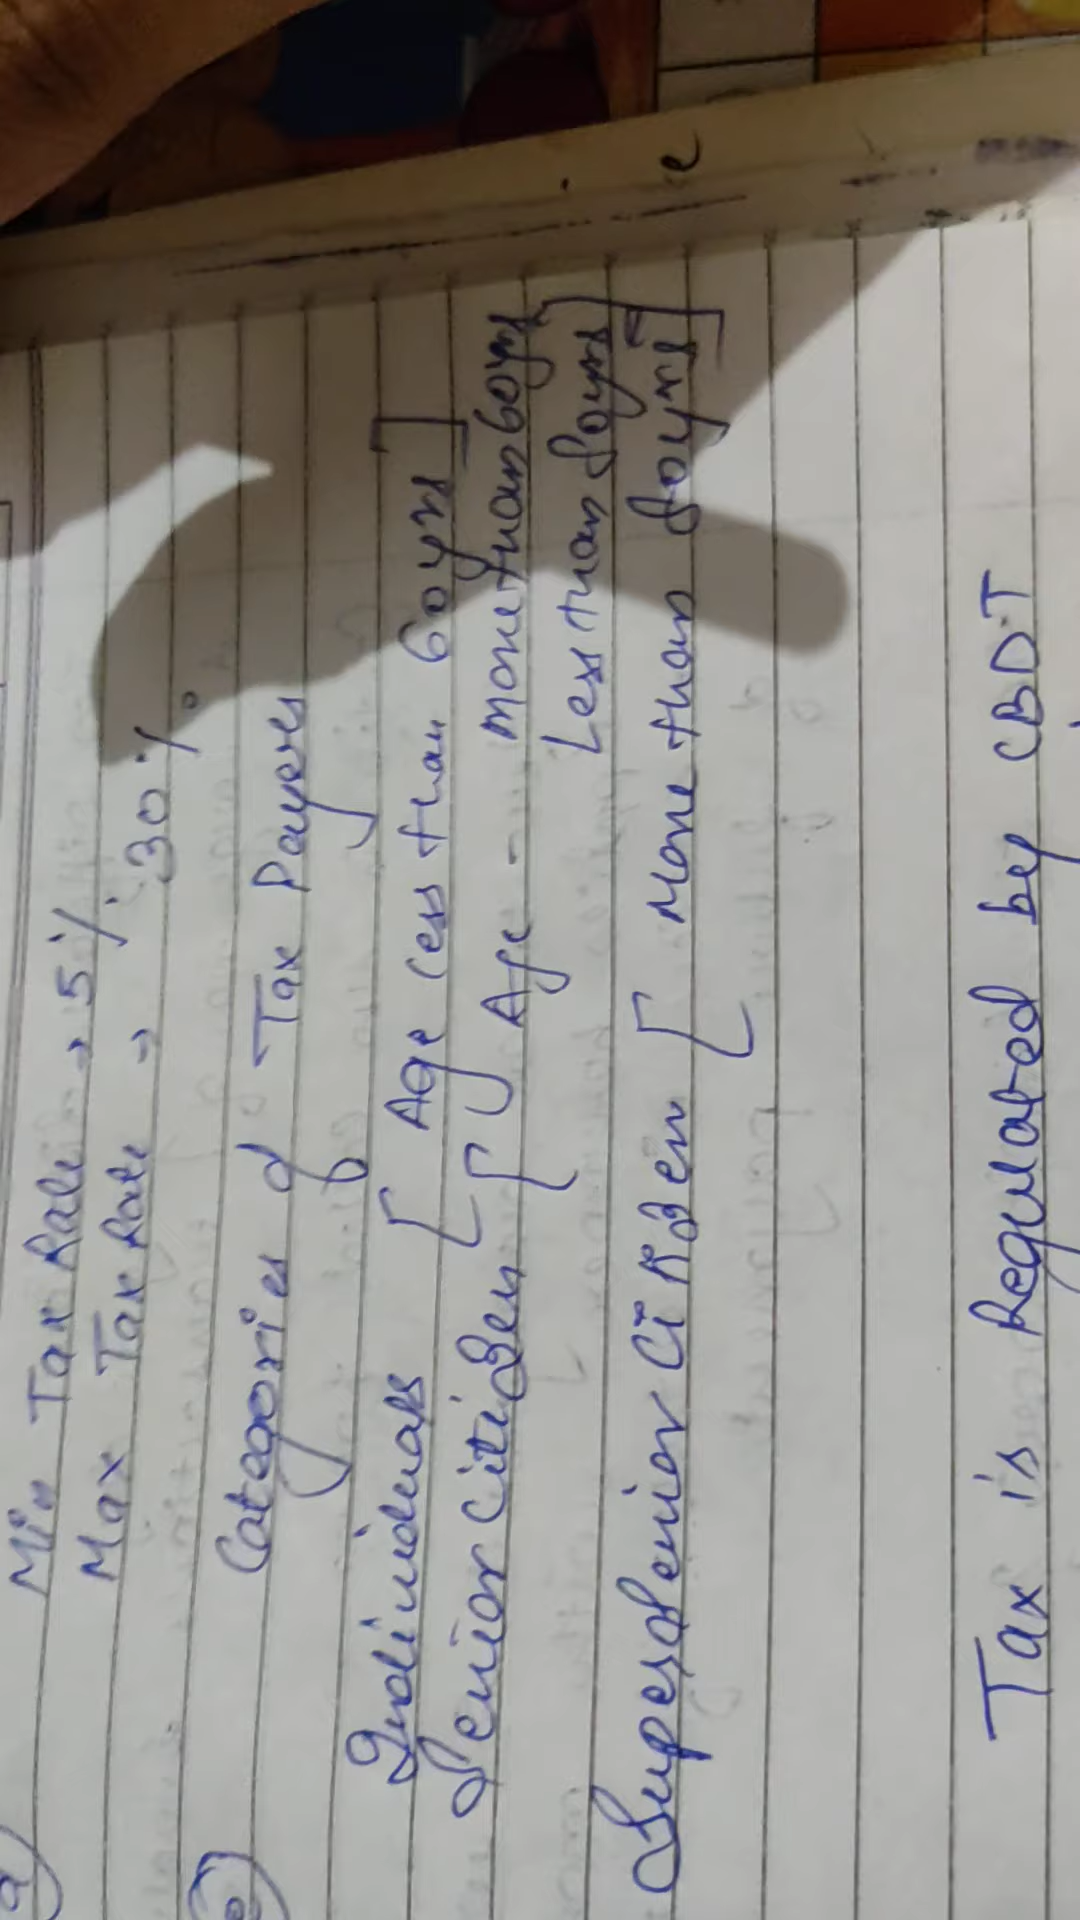 a)
Min Tax Rate → 5%
Max Tax Rate → 30%
e) Categories of Tax Payers
Individuals [Age less than 60yrs]
Senior Citizen [Age - More than 60yrs
Less than 80yrs]
Super Senior Citizen [More than 80yrs]
Tax is Regulated by CBDT